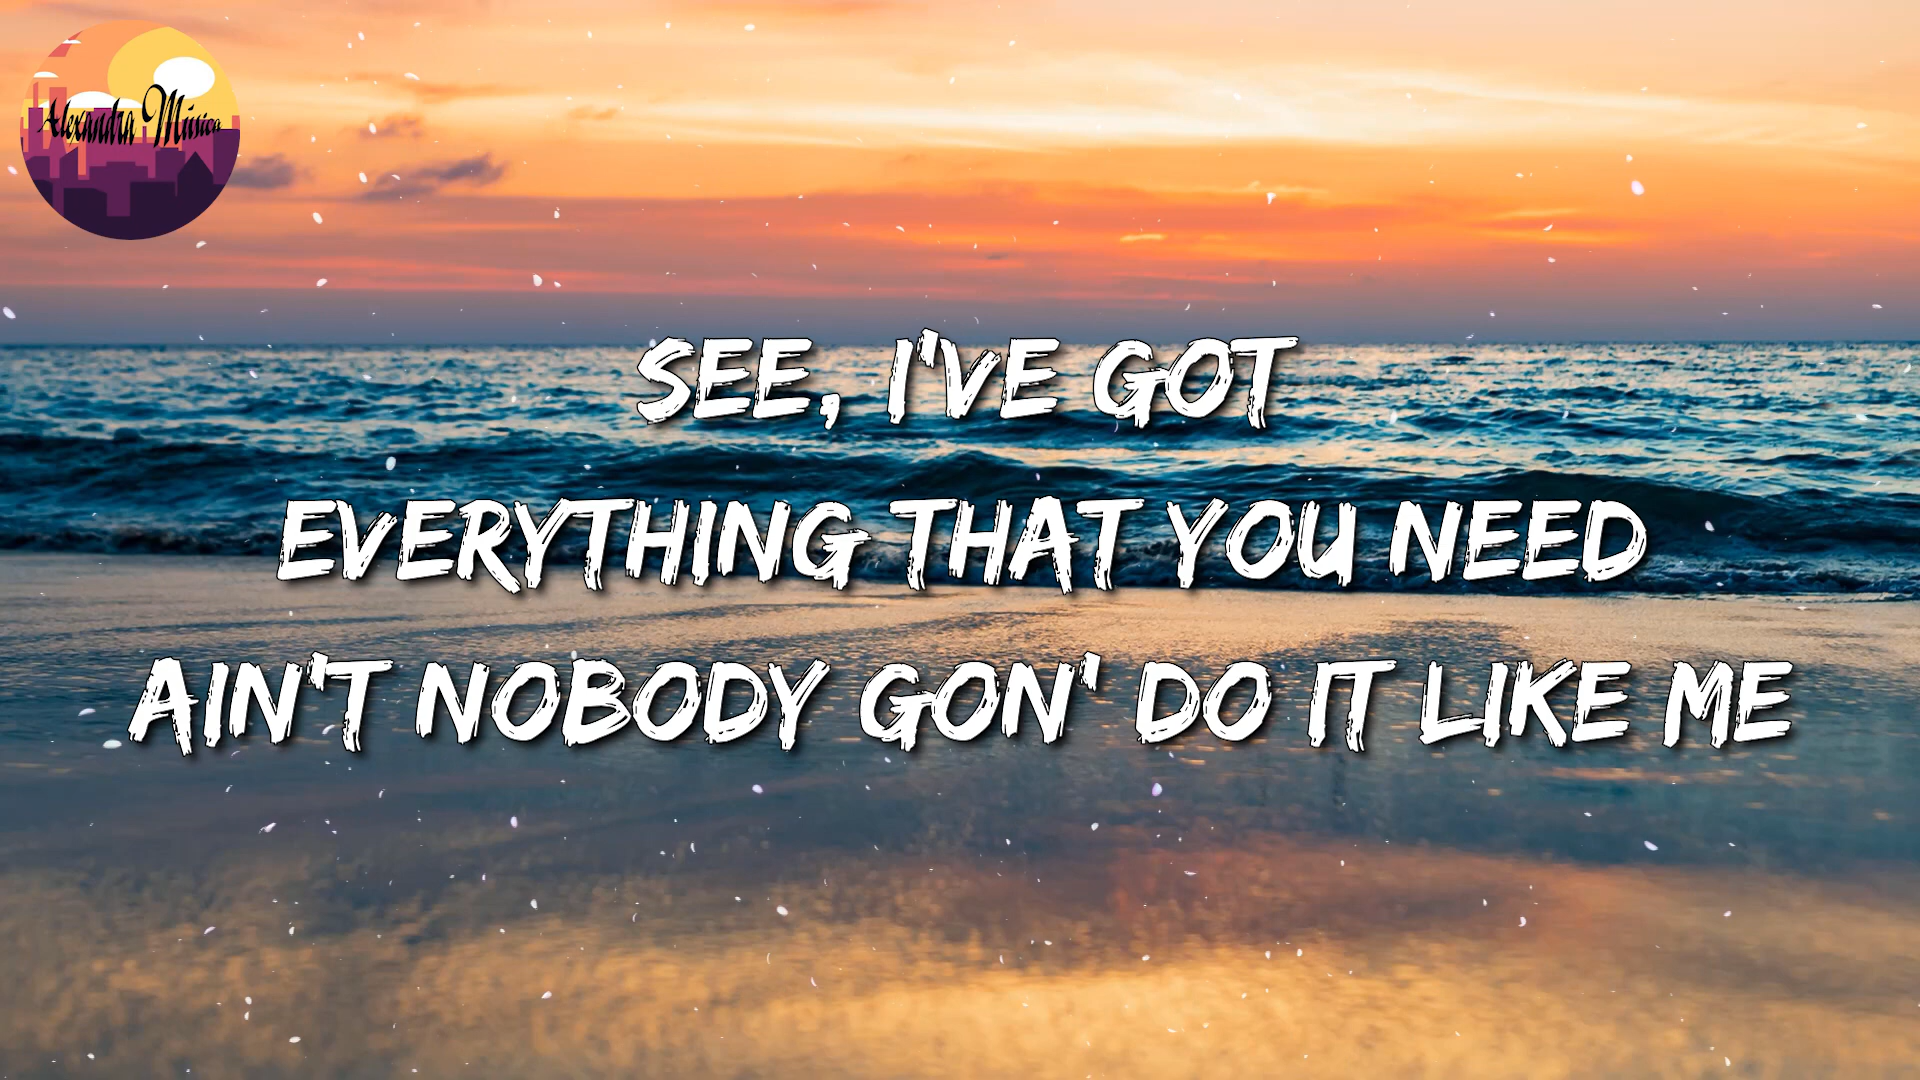 Alexandra Música
SEE, I'VE GOT
EVERYTHING THAT YOU NEED
AIN'T NOBODY GON' DO IT LIKE ME